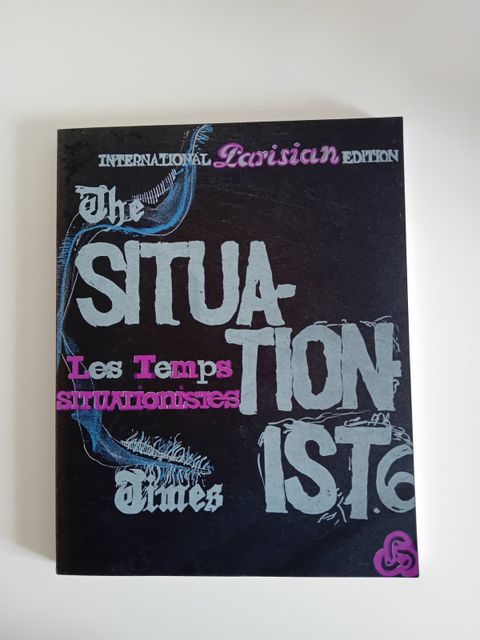 INTERNATIONAL Parisian EDITION
The
SITUA-
TION-
Les Temps
SITUATIONISTES
IST.6
Times